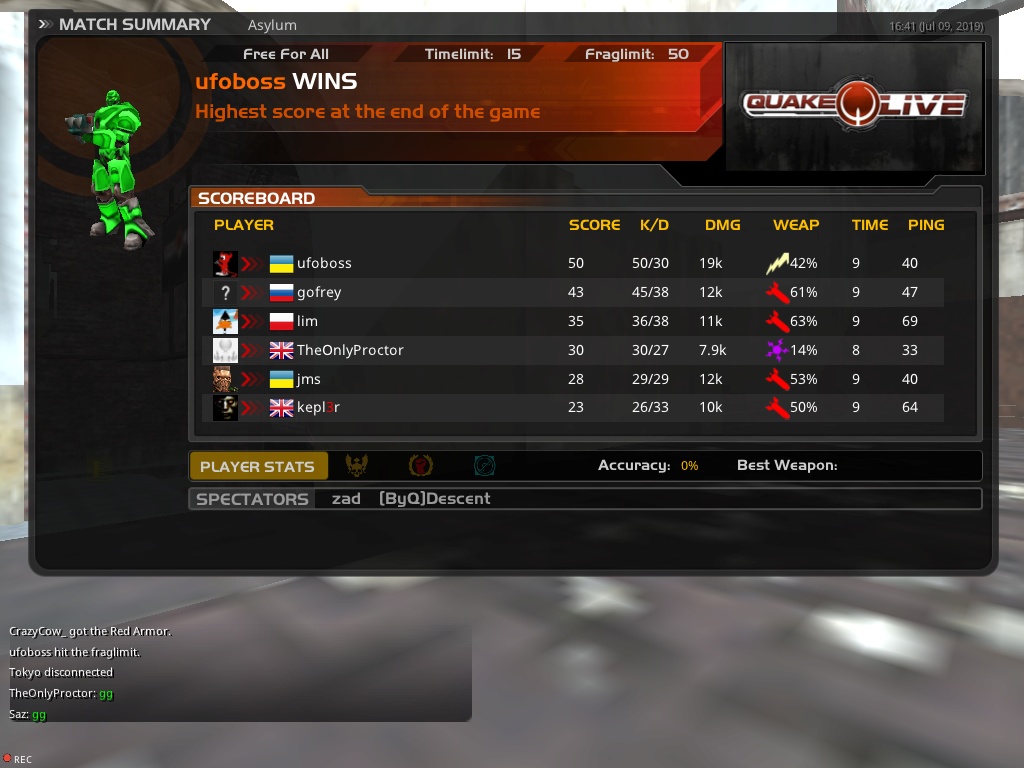 MATCH SUMMARY Asylum 16:41 (Jul 09, 2019)
Free For All Timelimit: 15 Fraglimit: 50
ufoboss WINS
Highest score at the end of the game
QUAKE LIVE
SCOREBOARD
PLAYER SCORE K/D DMG WEAP TIME PING
ufoboss 50 50/30 19k 42% 9 40
? gofrey 43 45/38 12k 61% 9 47
lim 35 36/38 11k 63% 9 69
TheOnlyProctor 30 30/27 7.9k 14% 8 33
jms 28 29/29 12k 53% 9 40
kepl3r 23 26/33 10k 50% 9 64
PLAYER STATS Accuracy: 0% Best Weapon:
SPECTATORS zad [ByQ]Descent
CrazyCow_ got the Red Armor.
ufoboss hit the fraglimit.
Tokyo disconnected
TheOnlyProctor: gg
Saz: gg
REC